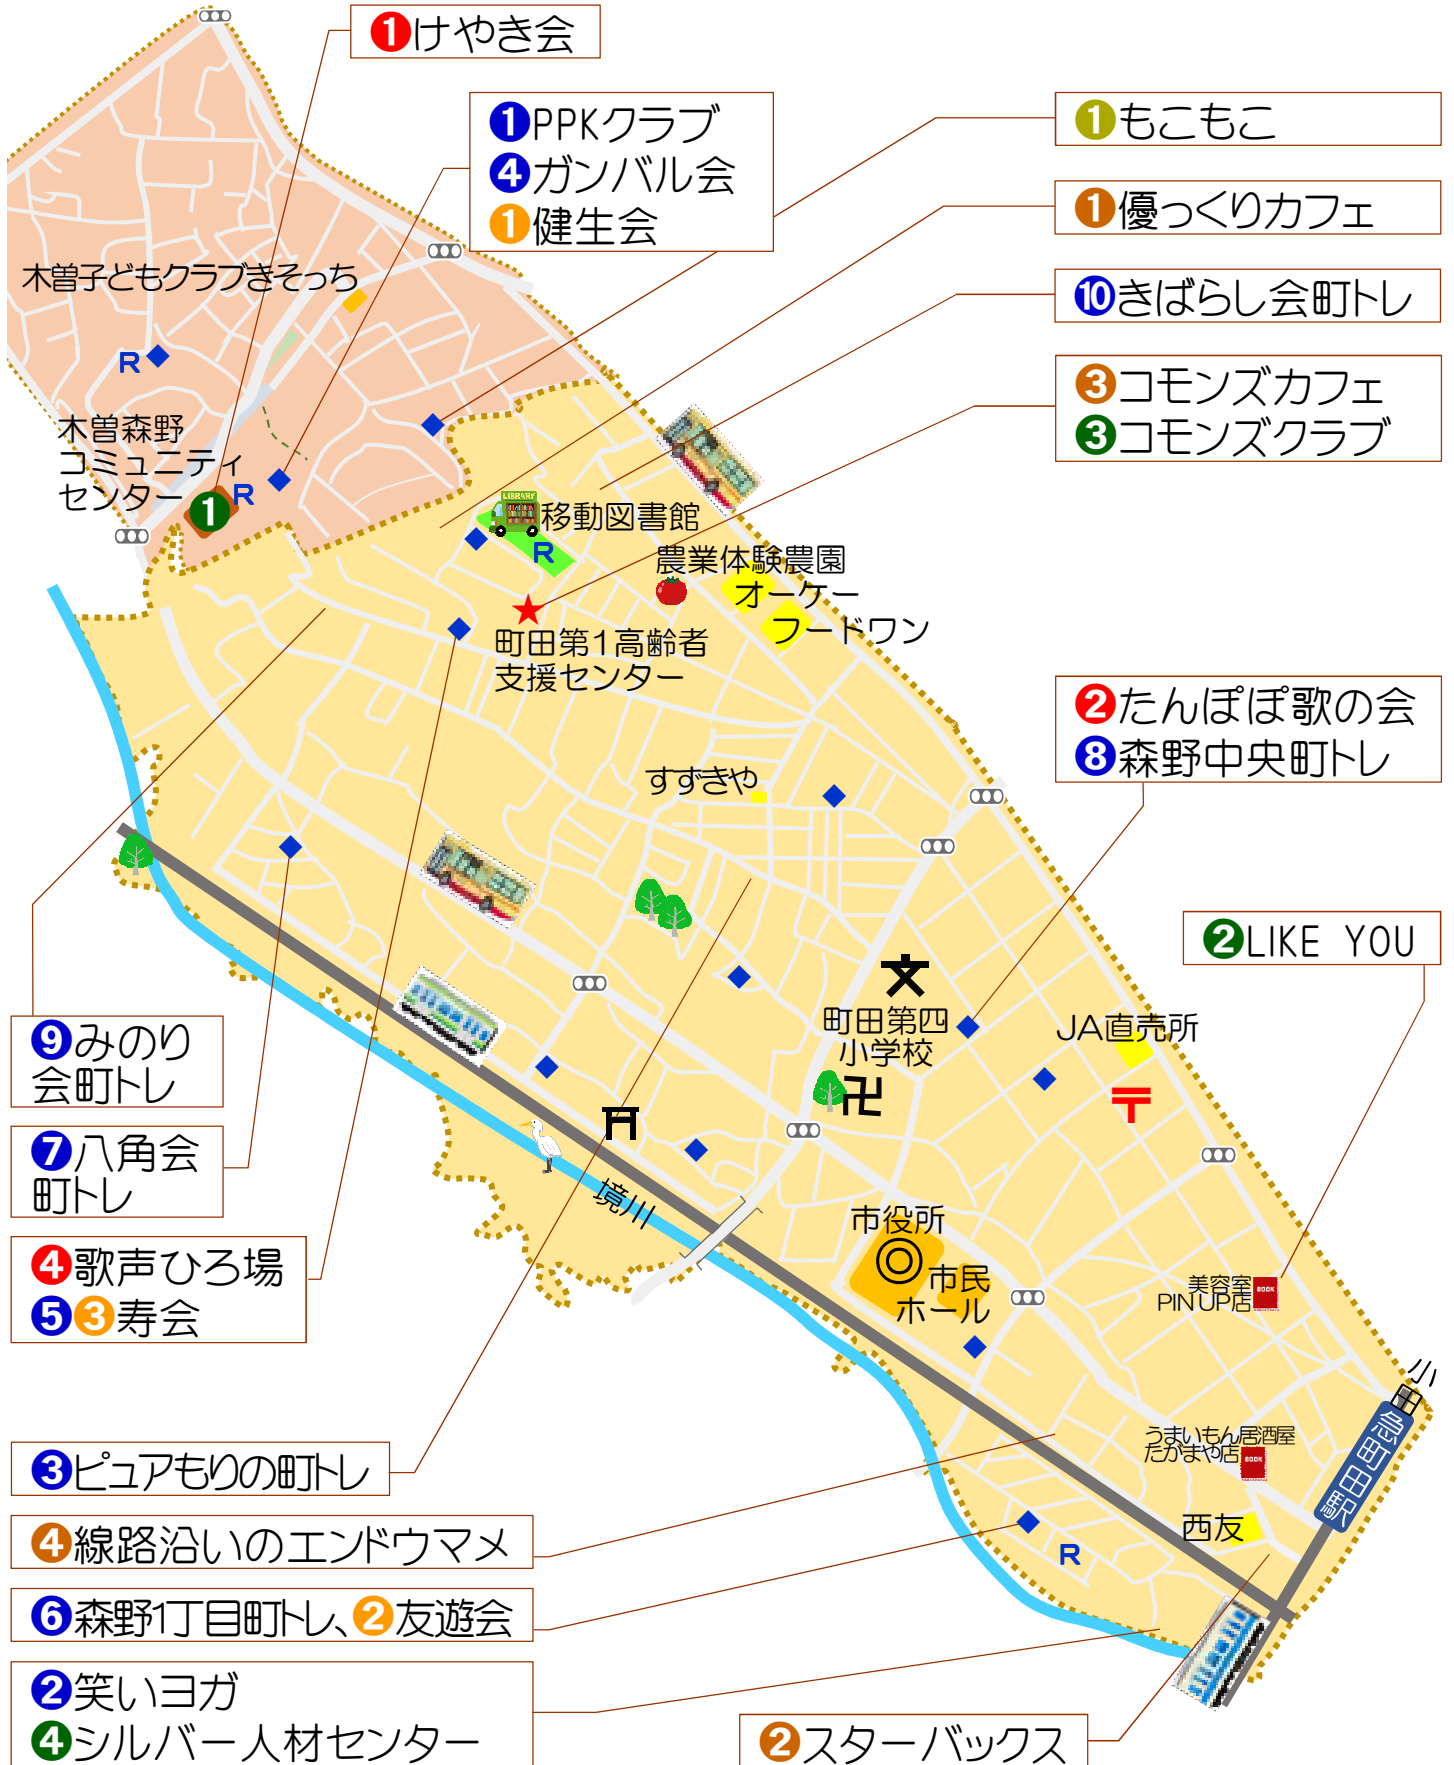 ❶けやき会
❶PPKクラブ
❹ガンバル会
❶健生会
❶もこもこ
❶優っくりカフェ
❿きばらし会町トレ
❸コモンズカフェ
❸コモンズクラブ
木曽子どもクラブきそっち
R
木曽森野
コミュニティ
センター
R
❶
LIBRARY
移動図書館
R
農業体験農園
オーケー
フードワン
町田第1高齢者
支援センター
❷たんぽぽ歌の会
❽森野中央町トレ
すずきや
❷LIKE YOU
文
町田第四
小学校
卍
JA直売所
〒
❾みのり
会町トレ
❼八角会
町トレ
境川
市役所
市民
ホール
❹歌声ひろ場
❺❸寿会
美容室
PIN UP店
BOOK
小田急町田駅
❸ピュアもりの町トレ
うまいもん居酒屋
たがまや店
BOOK
西友
❹線路沿いのエンドウマメ
R
❻森野1丁目町トレ、❷友遊会
❷笑いヨガ
❹シルバー人材センター
❷スターバックス